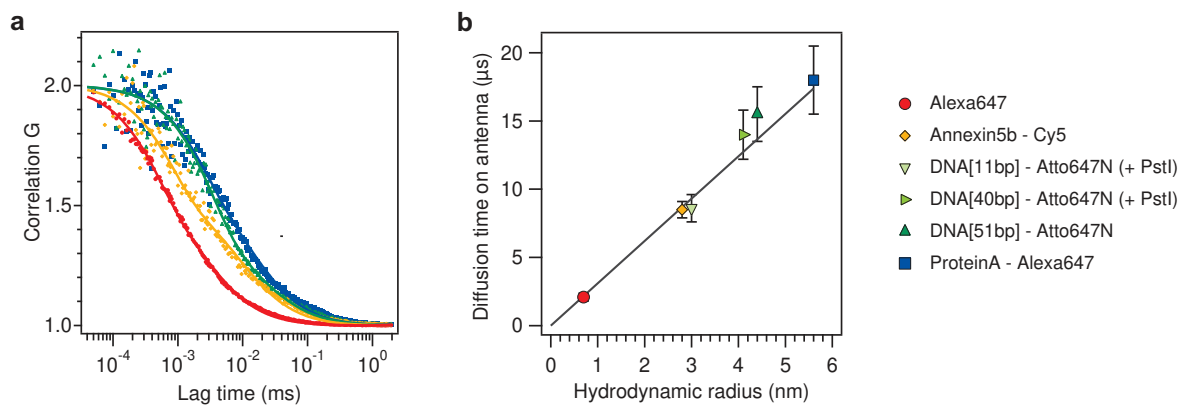 a
Correlation G
2.0
1.5
1.0
10⁻⁴
10⁻³
10⁻²
10⁻¹
10⁰
Lag time (ms)
b
Diffusion time on antenna (µs)
20
15
10
5
0
0
1
2
3
4
5
6
Hydrodynamic radius (nm)
Alexa647
Annexin5b - Cy5
DNA[11bp] - Atto647N (+ PstI)
DNA[40bp] - Atto647N (+ PstI)
DNA[51bp] - Atto647N
ProteinA - Alexa647